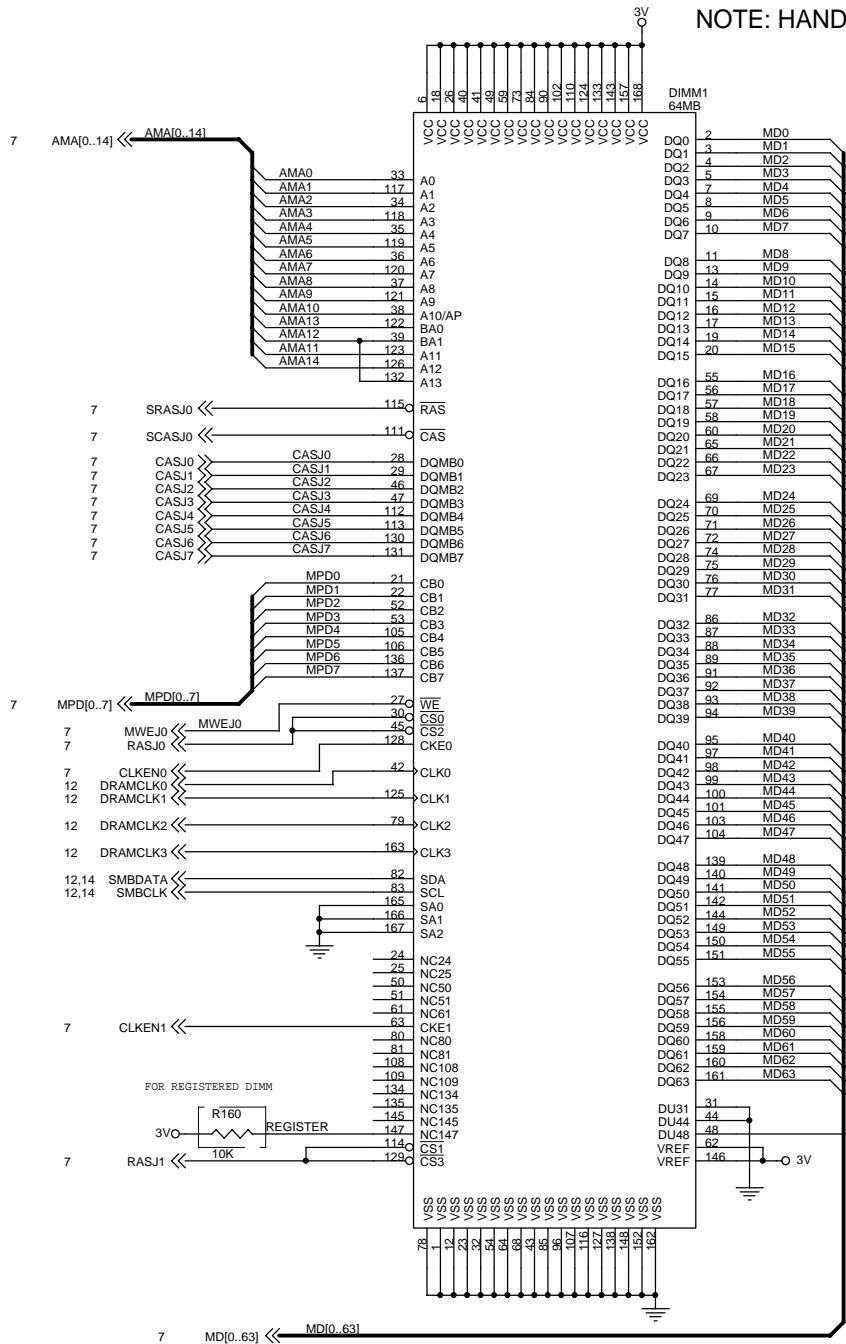 3V
NOTE: HAND
DIMM1
64MB
6 18 26 40 41 49 59 73 84 90 102 110 124 133 143 157 168
VCC VCC VCC VCC VCC VCC VCC VCC VCC VCC VCC VCC VCC VCC VCC VCC VCC
7 AMA[0..14] AMA[0..14]
AMA0 33 A0
AMA1 117 A1
AMA2 34 A2
AMA3 118 A3
AMA4 35 A4
AMA5 119 A5
AMA6 36 A6
AMA7 120 A7
AMA8 37 A8
AMA9 121 A9
AMA10 38 A10/AP
AMA13 122 BA0
AMA12 39 BA1
AMA11 123 A11
AMA14 126 A12
132 A13
7 SRASJ0 115 RAS
7 SCASJ0 111 CAS
7 CASJ0 CASJ0 28 DQMB0
7 CASJ1 CASJ1 29 DQMB1
7 CASJ2 CASJ2 46 DQMB2
7 CASJ3 CASJ3 47 DQMB3
7 CASJ4 CASJ4 112 DQMB4
7 CASJ5 CASJ5 113 DQMB5
7 CASJ6 CASJ6 130 DQMB6
7 CASJ7 CASJ7 131 DQMB7
MPD0 21 CB0
MPD1 22 CB1
MPD2 52 CB2
MPD3 53 CB3
MPD4 105 CB4
MPD5 106 CB5
MPD6 136 CB6
MPD7 137 CB7
7 MPD[0..7] MPD[0..7]
27 WE
7 MWEJ0 MWEJ0 30 CS0
7 RASJ0 45 CS2
128 CKE0
7 CLKEN0 42 CLK0
12 DRAMCLK0
12 DRAMCLK1 125 CLK1
12 DRAMCLK2 79 CLK2
12 DRAMCLK3 163 CLK3
12,14 SMBDATA 82 SDA
12,14 SMBCLK 83 SCL
165 SA0
166 SA1
167 SA2
24 NC24
25 NC25
50 NC50
51 NC51
61 NC61
7 CLKEN1 63 CKE1
80 NC80
81 NC81
108 NC108
109 NC109
134 NC134
FOR REGISTERED DIMM
135 NC135
R160 145 NC145
3V REGISTER 147 NC147
10K 114 CS1
7 RASJ1 129 CS3
DQ0 2 MD0
DQ1 3 MD1
DQ2 4 MD2
DQ3 5 MD3
DQ4 7 MD4
DQ5 8 MD5
DQ6 9 MD6
DQ7 10 MD7
DQ8 11 MD8
DQ9 13 MD9
DQ10 14 MD10
DQ11 15 MD11
DQ12 16 MD12
DQ13 17 MD13
DQ14 19 MD14
DQ15 20 MD15
DQ16 55 MD16
DQ17 56 MD17
DQ18 57 MD18
DQ19 58 MD19
DQ20 60 MD20
DQ21 65 MD21
DQ22 66 MD22
DQ23 67 MD23
DQ24 69 MD24
DQ25 70 MD25
DQ26 71 MD26
DQ27 72 MD27
DQ28 74 MD28
DQ29 75 MD29
DQ30 76 MD30
DQ31 77 MD31
DQ32 86 MD32
DQ33 87 MD33
DQ34 88 MD34
DQ35 89 MD35
DQ36 91 MD36
DQ37 92 MD37
DQ38 93 MD38
DQ39 94 MD39
DQ40 95 MD40
DQ41 97 MD41
DQ42 98 MD42
DQ43 99 MD43
DQ44 100 MD44
DQ45 101 MD45
DQ46 103 MD46
DQ47 104 MD47
DQ48 139 MD48
DQ49 140 MD49
DQ50 141 MD50
DQ51 142 MD51
DQ52 144 MD52
DQ53 149 MD53
DQ54 150 MD54
DQ55 151 MD55
DQ56 153 MD56
DQ57 154 MD57
DQ58 155 MD58
DQ59 156 MD59
DQ60 158 MD60
DQ61 159 MD61
DQ62 160 MD62
DQ63 161 MD63
DU31 31
DU44 44
DU48 48
VREF 62
VREF 146 3V
VSS VSS VSS VSS VSS VSS VSS VSS VSS VSS VSS VSS VSS VSS VSS VSS VSS VSS
78 1 12 23 32 54 64 68 43 85 96 107 116 127 138 148 152 162
7 MD[0..63] MD[0..63]